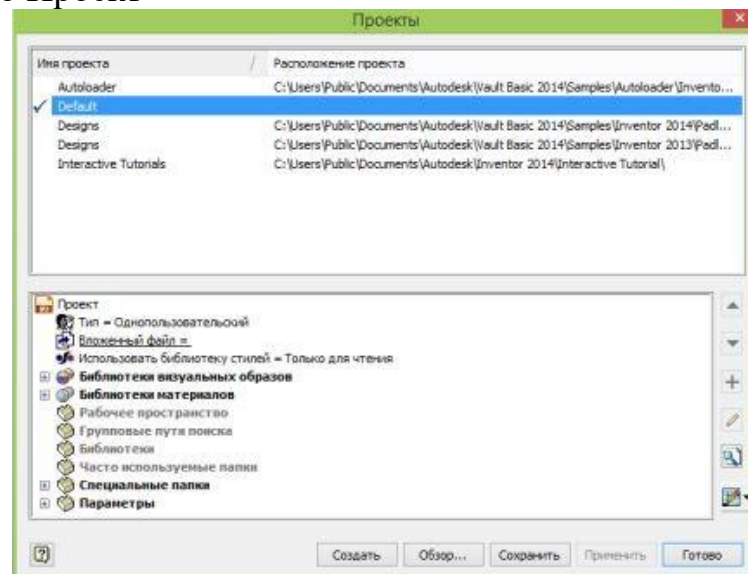 Проекты
Имя проекта / Расположение проекта
Autoloader C:\Users\Public\Documents\Autodesk\Vault Basic 2014\Samples\Autoloader\Invento...
Default
Designs C:\Users\Public\Documents\Autodesk\Vault Basic 2014\Samples\Inventor 2014\Padl...
Designs C:\Users\Public\Documents\Autodesk\Vault Basic 2014\Samples\Inventor 2013\Padl...
Interactive Tutorials C:\Users\Public\Documents\Autodesk\Inventor 2014\Interactive Tutorial\
Проект
Тип = Однопользовательский
Вложенный файл =
Использовать библиотеку стилей = Только для чтения
Библиотеки визуальных образов
Библиотеки материалов
Рабочее пространство
Групповые пути поиска
Библиотеки
Часто используемые папки
Специальные папки
Параметры
Создать Обзор... Сохранить Применить Готово